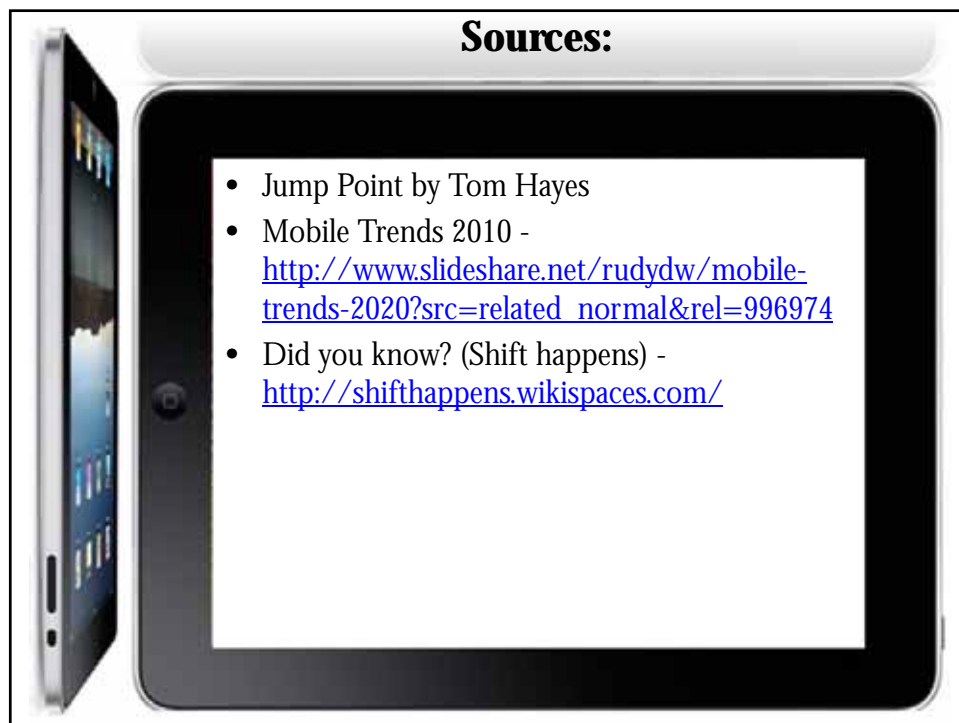 Sources:
• Jump Point by Tom Hayes
• Mobile Trends 2010 -
http://www.slideshare.net/rudydw/mobile-
trends-2020?src=related_normal&rel=996974
• Did you know? (Shift happens) -
http://shifthappens.wikispaces.com/